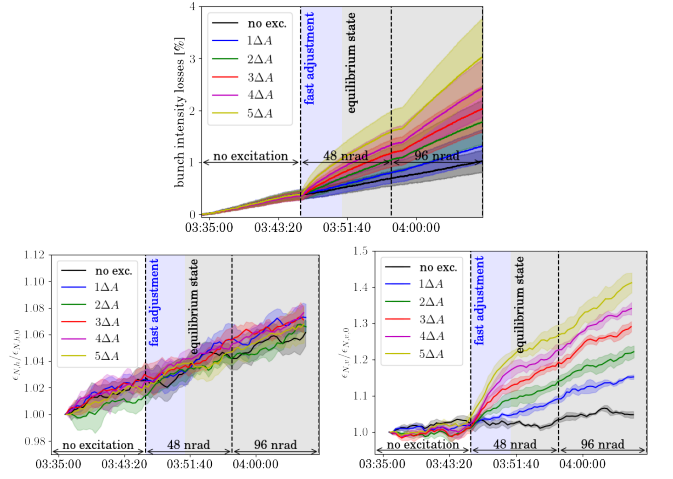 bunch intensity losses [%]
4
3
2
1
0
no exc.
1ΔA
2ΔA
3ΔA
4ΔA
5ΔA
fast adjustment
equilibrium state
no excitation
48 nrad
96 nrad
03:35:00 03:43:20 03:51:40 04:00:00
ϵN,y/ϵN,y,0
1.12
1.10
1.08
1.06
1.04
1.02
1.00
0.98
no exc.
1ΔA
2ΔA
3ΔA
4ΔA
5ΔA
fast adjustment
equilibrium state
no excitation
48 nrad
96 nrad
03:35:00 03:43:20 03:51:40 04:00:00
1.5
1.4
1.3
1.2
1.1
1.0
no exc.
1ΔA
2ΔA
3ΔA
4ΔA
5ΔA
fast adjustment
equilibrium state
no excitation
48 nrad
96 nrad
03:35:00 03:43:20 03:51:40 04:00:00